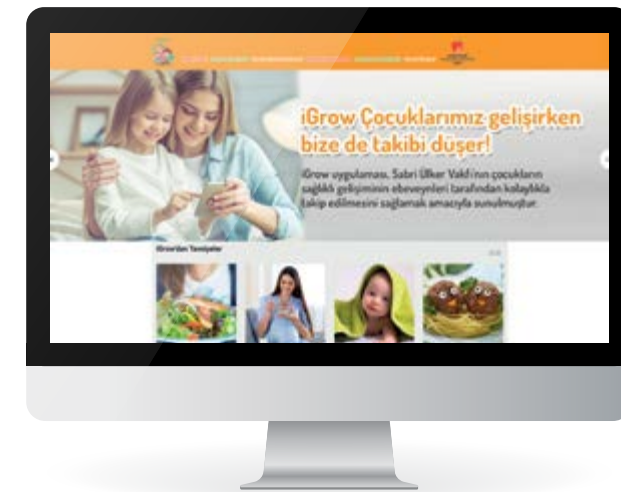 iGrow Çocuklarımız gelişirken
bize de takibi düşer!
iGrow uygulaması, Sabri Ülker Vakfı'nın çocukların
sağlıklı gelişiminin ebeveynleri tarafından kolaylıkla
takip edilmesini sağlamak amacıyla sunulmuştur.
iGrow'dan Tavsiyeler